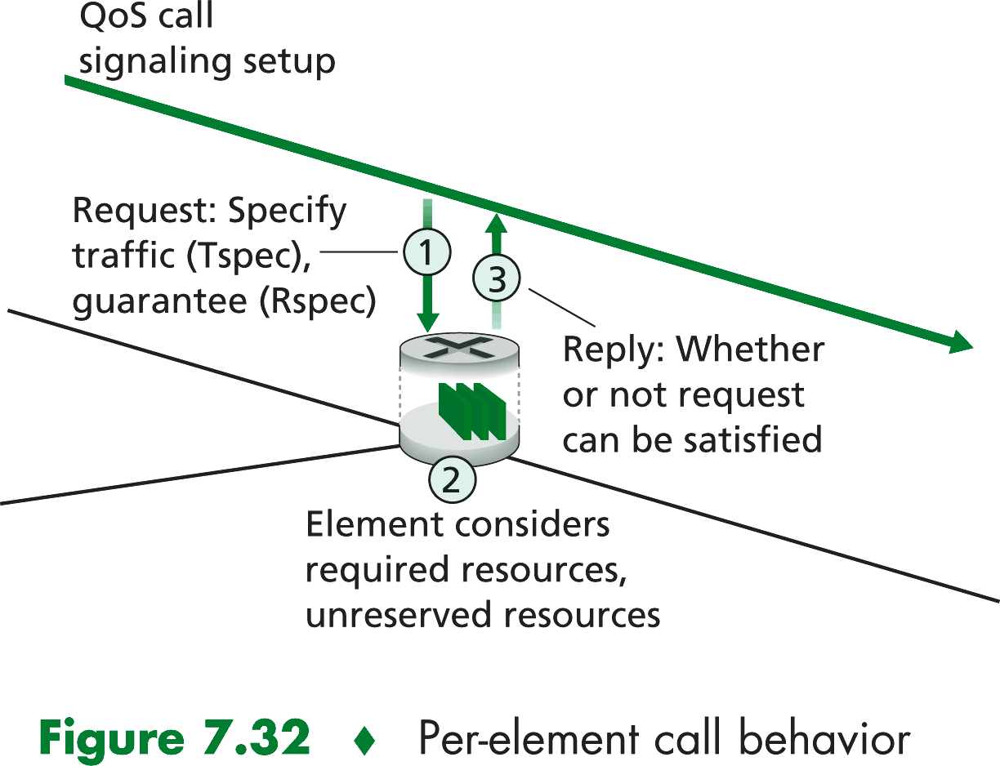 QoS call
signaling setup
Request: Specify
traffic (Tspec),
guarantee (Rspec)
1
3
Reply: Whether
or not request
can be satisfied
2
Element considers
required resources,
unreserved resources
Figure 7.32 ♦ Per-element call behavior